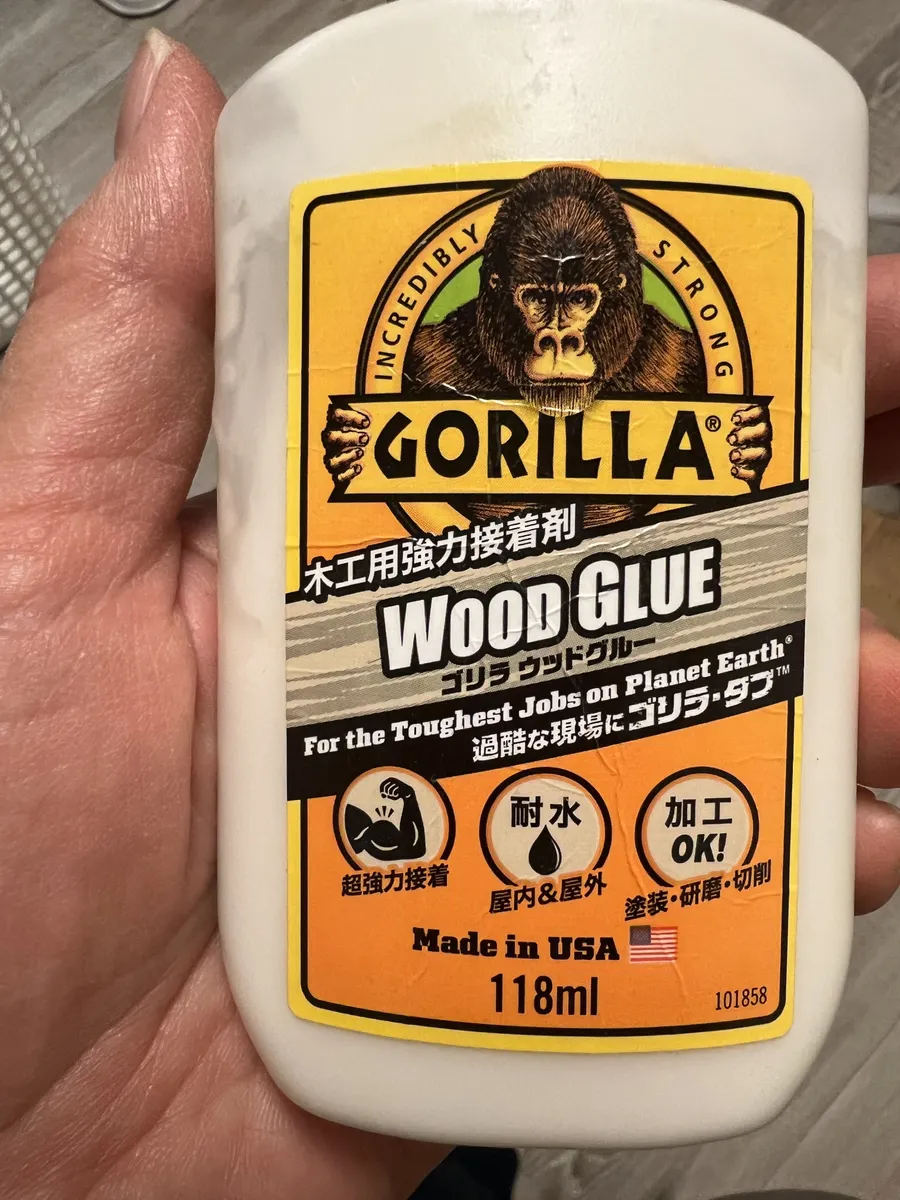 INCREDIBLY STRONG
GORILLA®
木工用強力接着剤
WOOD GLUE
ゴリラ ウッドグルー
For the Toughest Jobs on Planet Earth®
過酷な現場にゴリラ・タフ™
超強力接着
耐水
屋内&屋外
加工
OK!
塗装・研磨・切削
Made in USA
118ml
101858